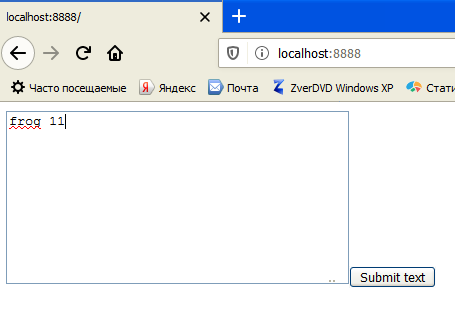 localhost:8888/
localhost:8888
Часто посещаемые Яндекс Почта ZverDVD Windows XP Стати
frog 11
Submit text